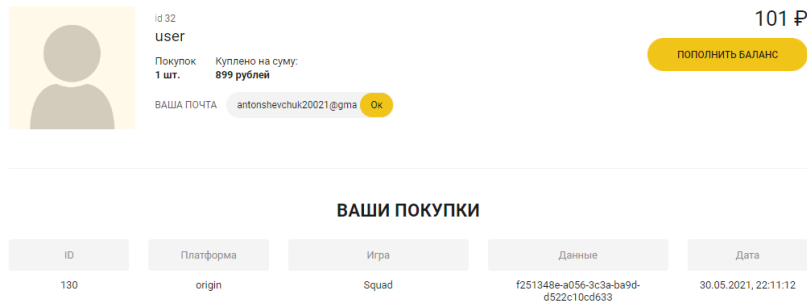 id 32
101 ₽
user
ПОПОЛНИТЬ БАЛАНС
Покупок Куплено на суму:
1 шт. 899 рублей
ВАША ПОЧТА antonshevchuk20021@gma Ок
ВАШИ ПОКУПКИ
ID Платформа Игра Данные Дата
130 origin Squad f251348e-a056-3c3a-ba9d- 30.05.2021, 22:11:12
d522c10cd633